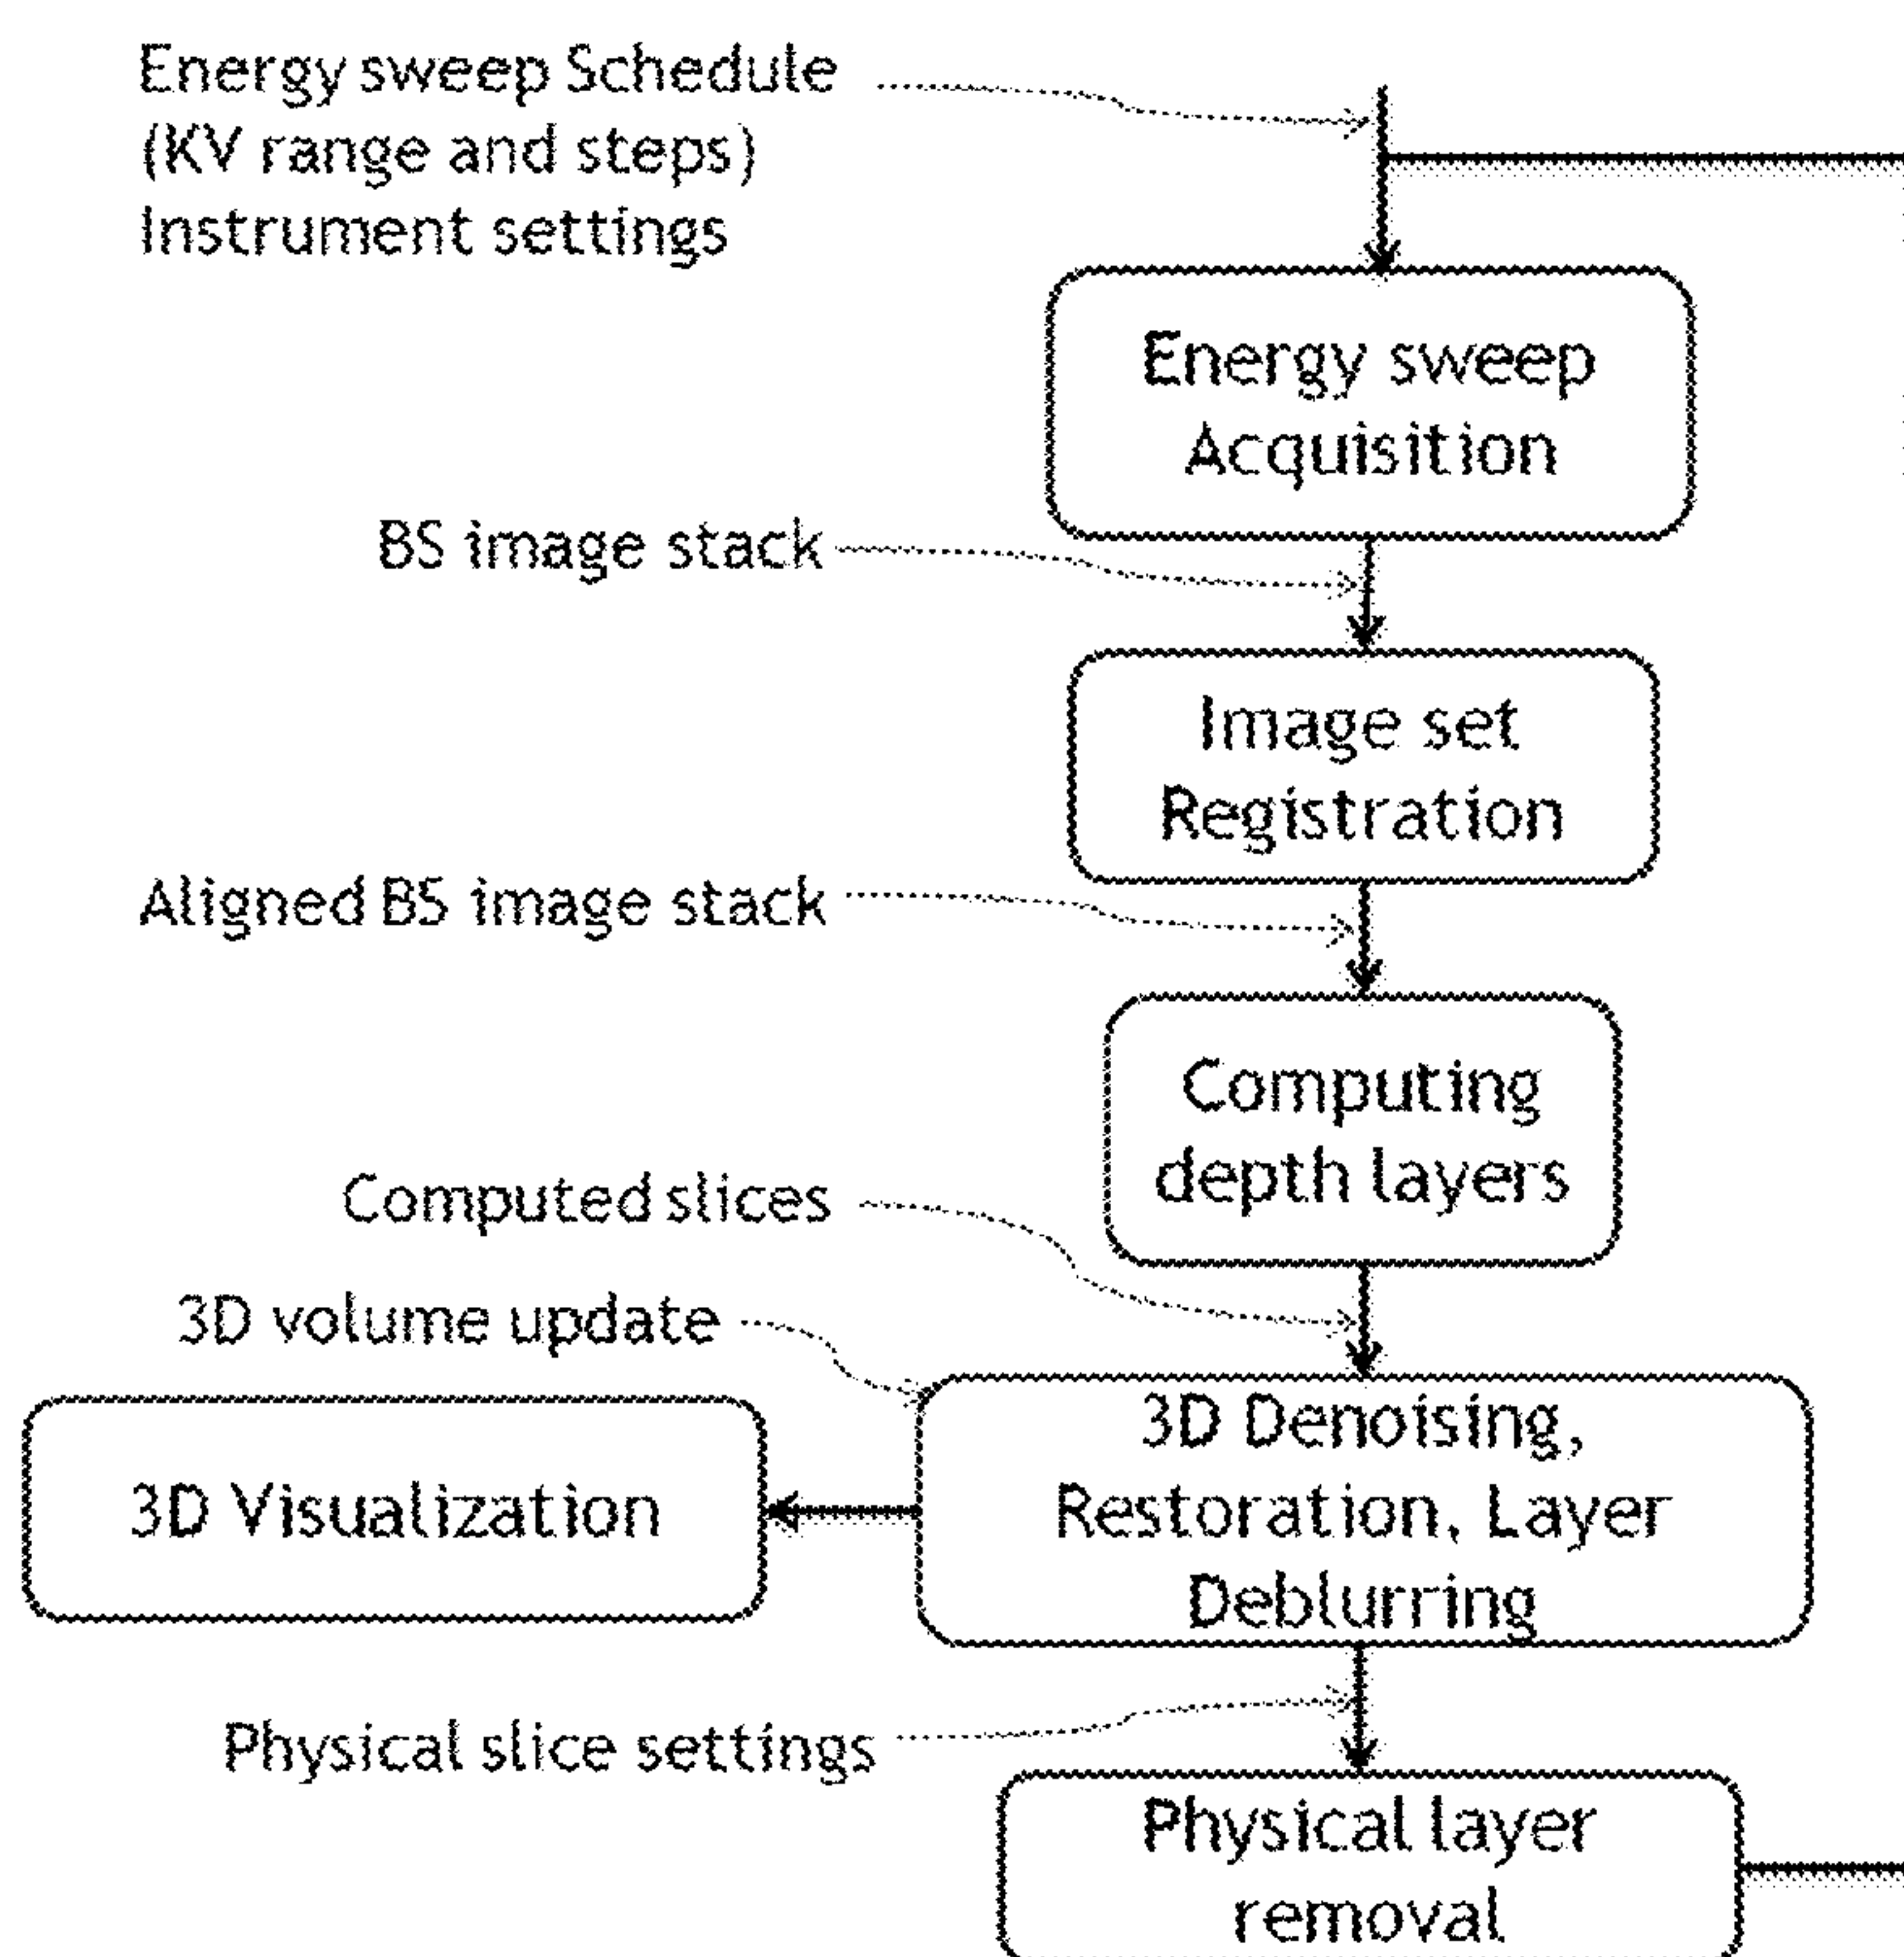 Energy sweep Schedule
(KV range and steps)
Instrument settings
Energy sweep
Acquisition
BS image stack
Image set
Registration
Aligned BS image stack
Computing
depth layers
Computed slices
3D volume update
3D Denoising,
Restoration, Layer
Deblurring
3D Visualization
Physical slice settings
Physical layer
removal